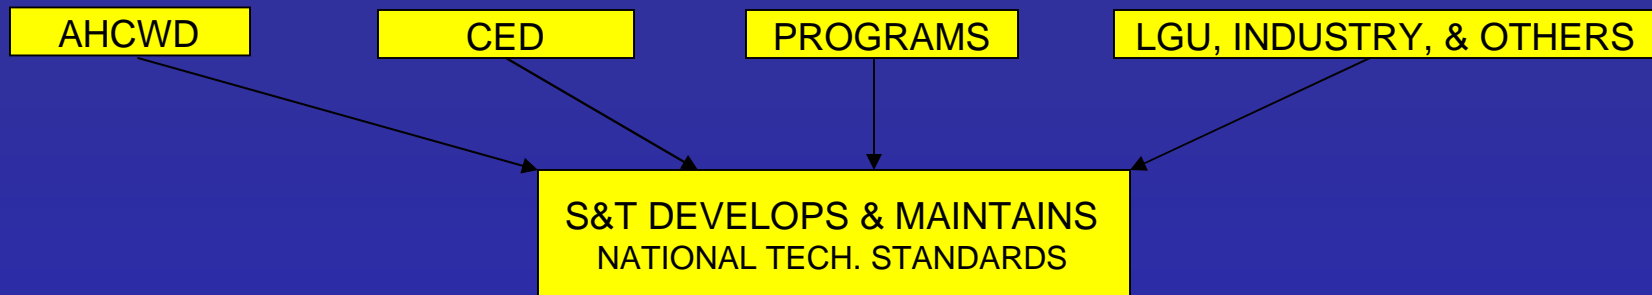 AHCWD
CED
PROGRAMS
LGU, INDUSTRY, & OTHERS
S&T DEVELOPS & MAINTAINS
NATIONAL TECH. STANDARDS